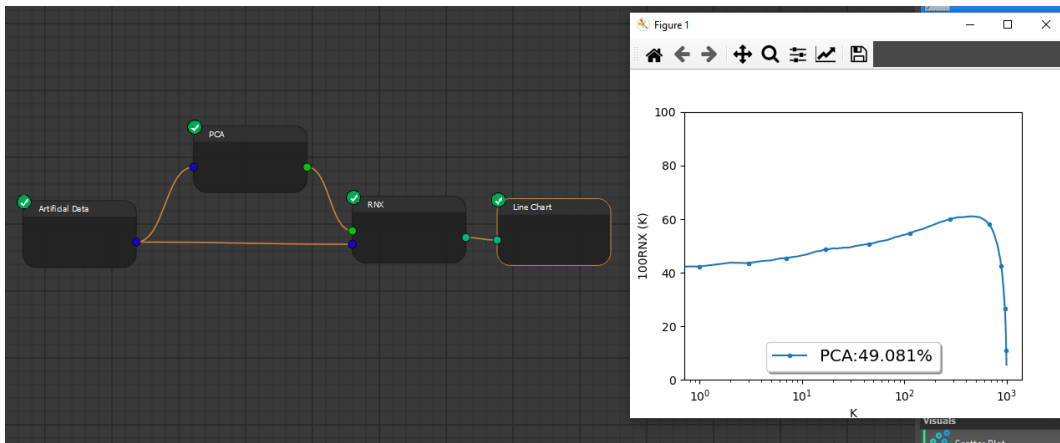 PCA
Artificial Data
RNX
Line Chart
Figure 1
100
80
60
40
20
0
100RNX (K)
10⁰
10¹
10²
10³
K
PCA:49.081%
Visuals
Scatter Plot